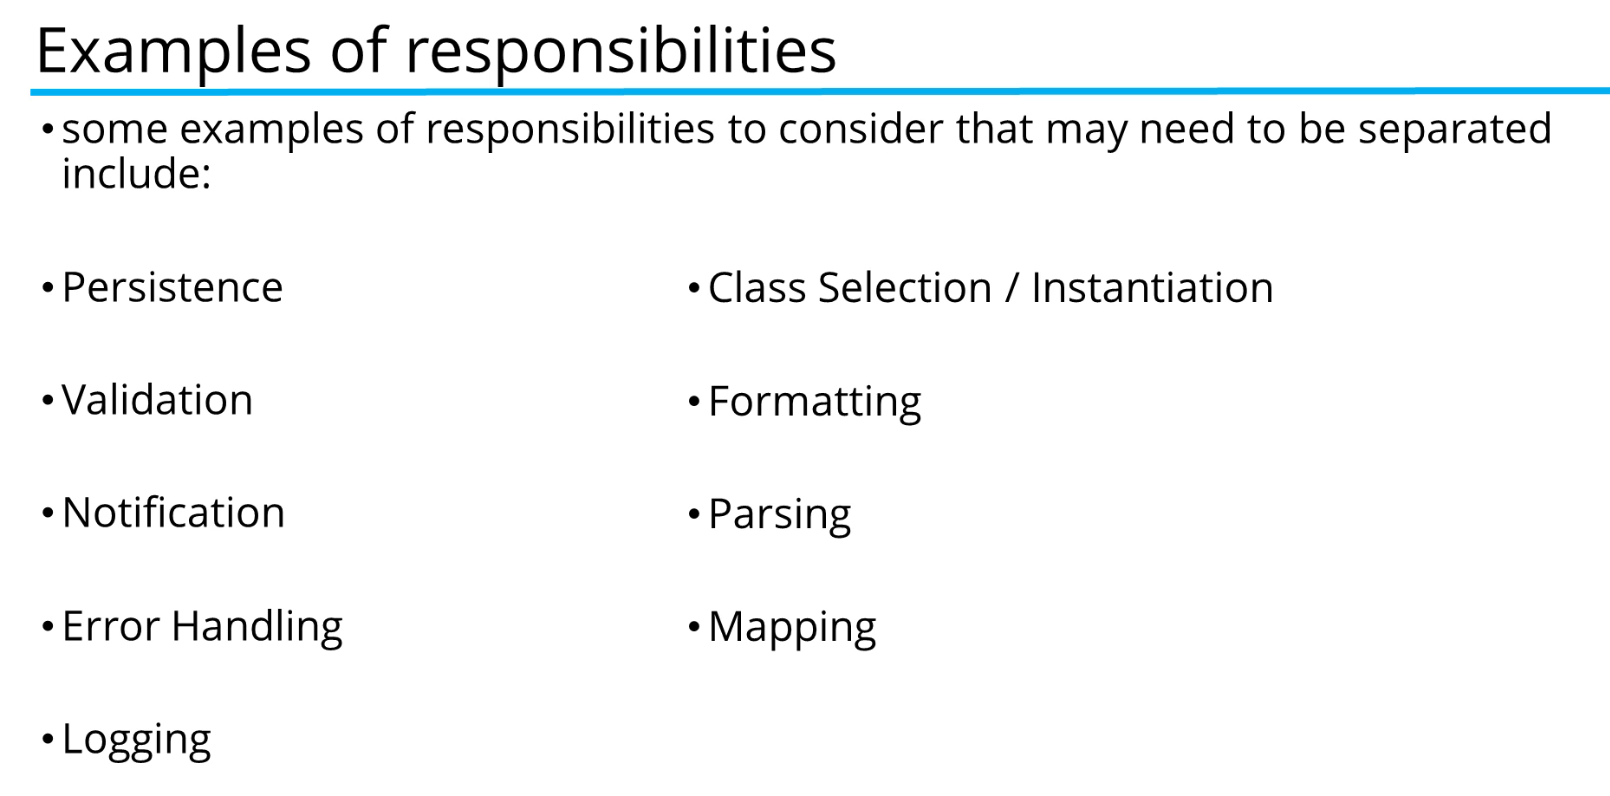 Examples of responsibilities
•some examples of responsibilities to consider that may need to be separated
include:
•Persistence
•Validation
•Notification
•Error Handling
•Logging
•Class Selection / Instantiation
•Formatting
•Parsing
•Mapping